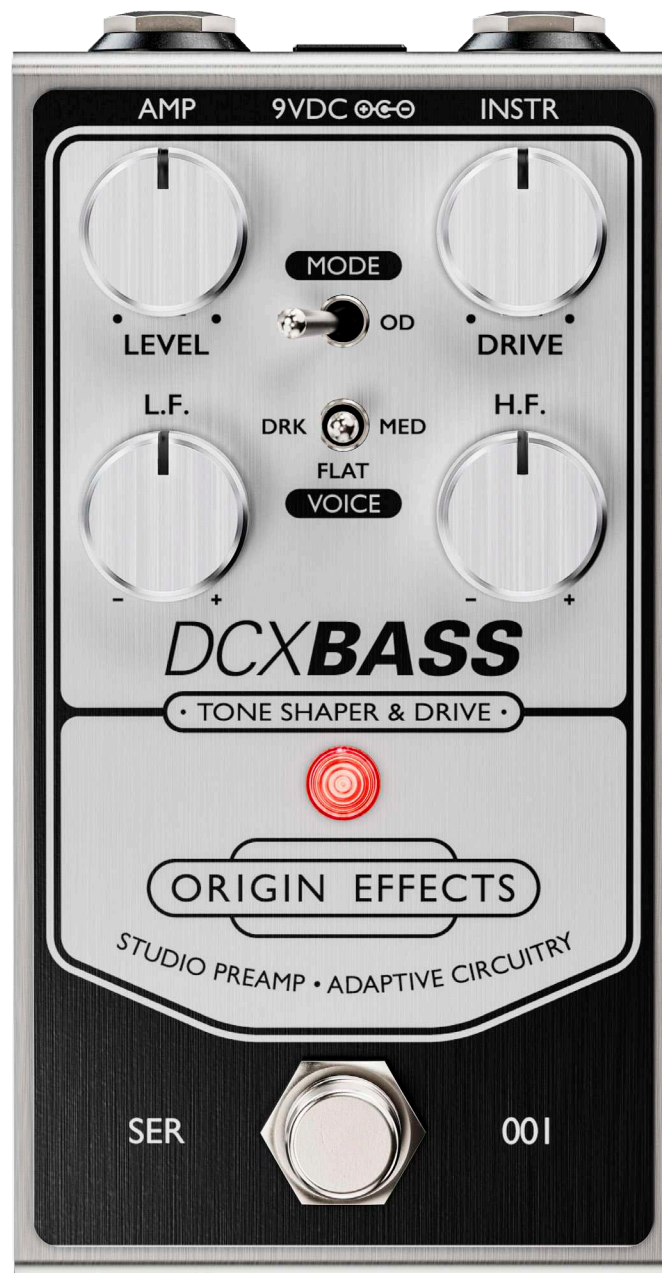 AMP 9VDC INSTR
MODE
OD
LEVEL DRIVE
L.F. H.F.
DRK MED
FLAT
VOICE
- + - +
DCXBASS
· TONE SHAPER & DRIVE ·
ORIGIN EFFECTS
STUDIO PREAMP • ADAPTIVE CIRCUITRY
SER 001